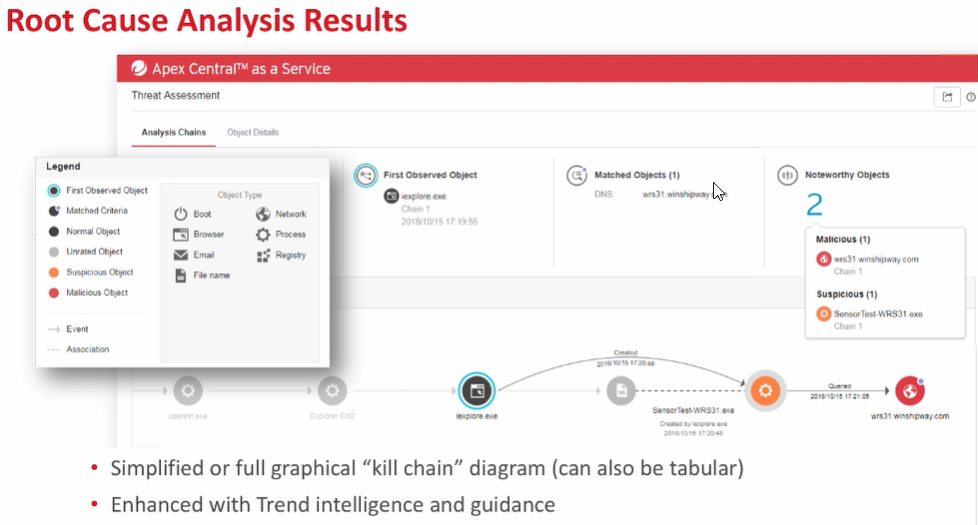 Root Cause Analysis Results
Apex Central™ as a Service
Threat Assessment
Analysis Chains
Object Details
Legend
First Observed Object
Matched Criteria
Normal Object
Unrated Object
Suspicious Object
Malicious Object
Event
Association
Object Type
Boot
Network
Browser
Process
Email
Registry
File name
First Observed Object
iexplore.exe
Chain 1
2018/10/15 17:19:55
Matched Objects (1)
DNS: wrs31.winshipway.com
Noteworthy Objects
2
Malicious (1)
wrs31.winshipway.com
Chain 1
Suspicious (1)
SensorTest-WRS31.exe
Chain 1
Created
2018/10/15 17:20:48
userinit.exe
Explorer.EXE
iexplore.exe
SensorTest-WRS31.exe
Created by iexplore.exe
2018/10/15 17:20:48
Queried
2018/10/15 17:21:05
wrs31.winshipway.com
• Simplified or full graphical “kill chain” diagram (can also be tabular)
• Enhanced with Trend intelligence and guidance